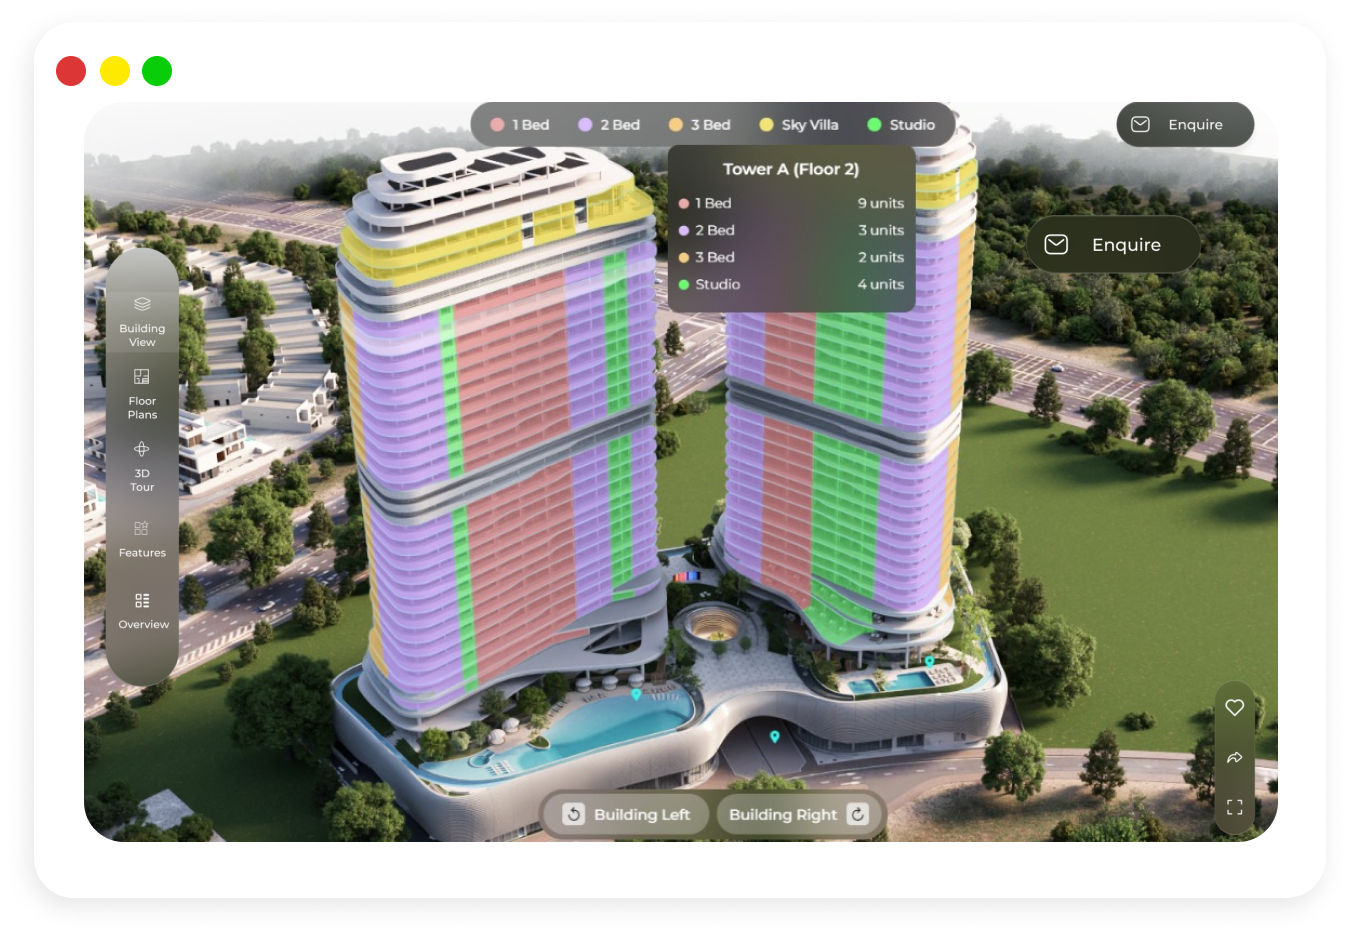 1 Bed 2 Bed 3 Bed Sky Villa Studio
Enquire
Tower A (Floor 2)
1 Bed 9 units
2 Bed 3 units
3 Bed 2 units
Studio 4 units
Enquire
Building
View
Floor
Plans
3D
Tour
Features
Overview
Building Left Building Right